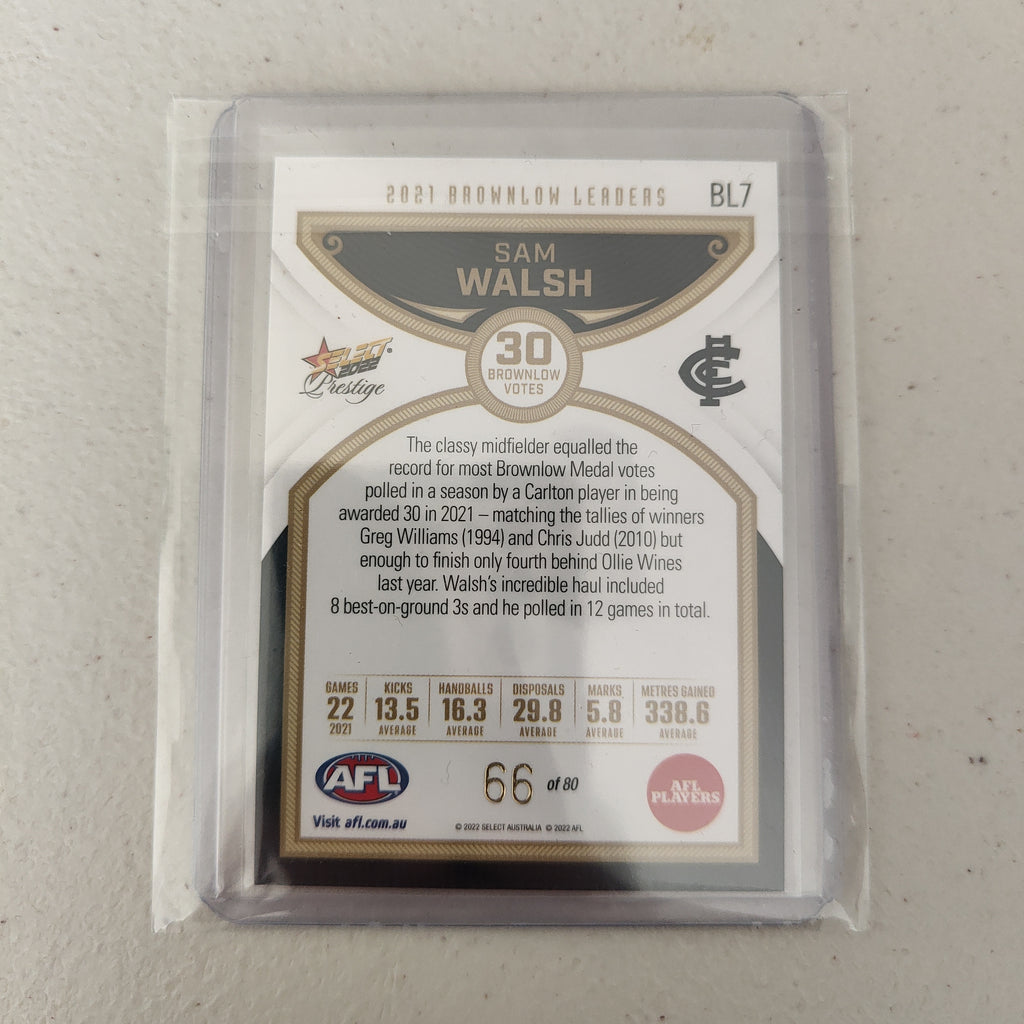 2021 BROWNLOW LEADERS
BL7
SAM
WALSH
SELECT
2022
Prestige
30
BROWNLOW
VOTES
CFC
The classy midfielder equalled the
record for most Brownlow Medal votes
polled in a season by a Carlton player in being
awarded 30 in 2021 – matching the tallies of winners
Greg Williams (1994) and Chris Judd (2010) but
enough to finish only fourth behind Ollie Wines
last year. Walsh's incredible haul included
8 best-on-ground 3s and he polled in 12 games in total.
GAMES KICKS HANDBALLS DISPOSALS MARKS METRES GAINED
22 13.5 16.3 29.8 5.8 338.6
2021 AVERAGE AVERAGE AVERAGE AVERAGE AVERAGE
AFL
66 of 80
AFL
PLAYERS
Visit afl.com.au
© 2022 SELECT AUSTRALIA © 2022 AFL